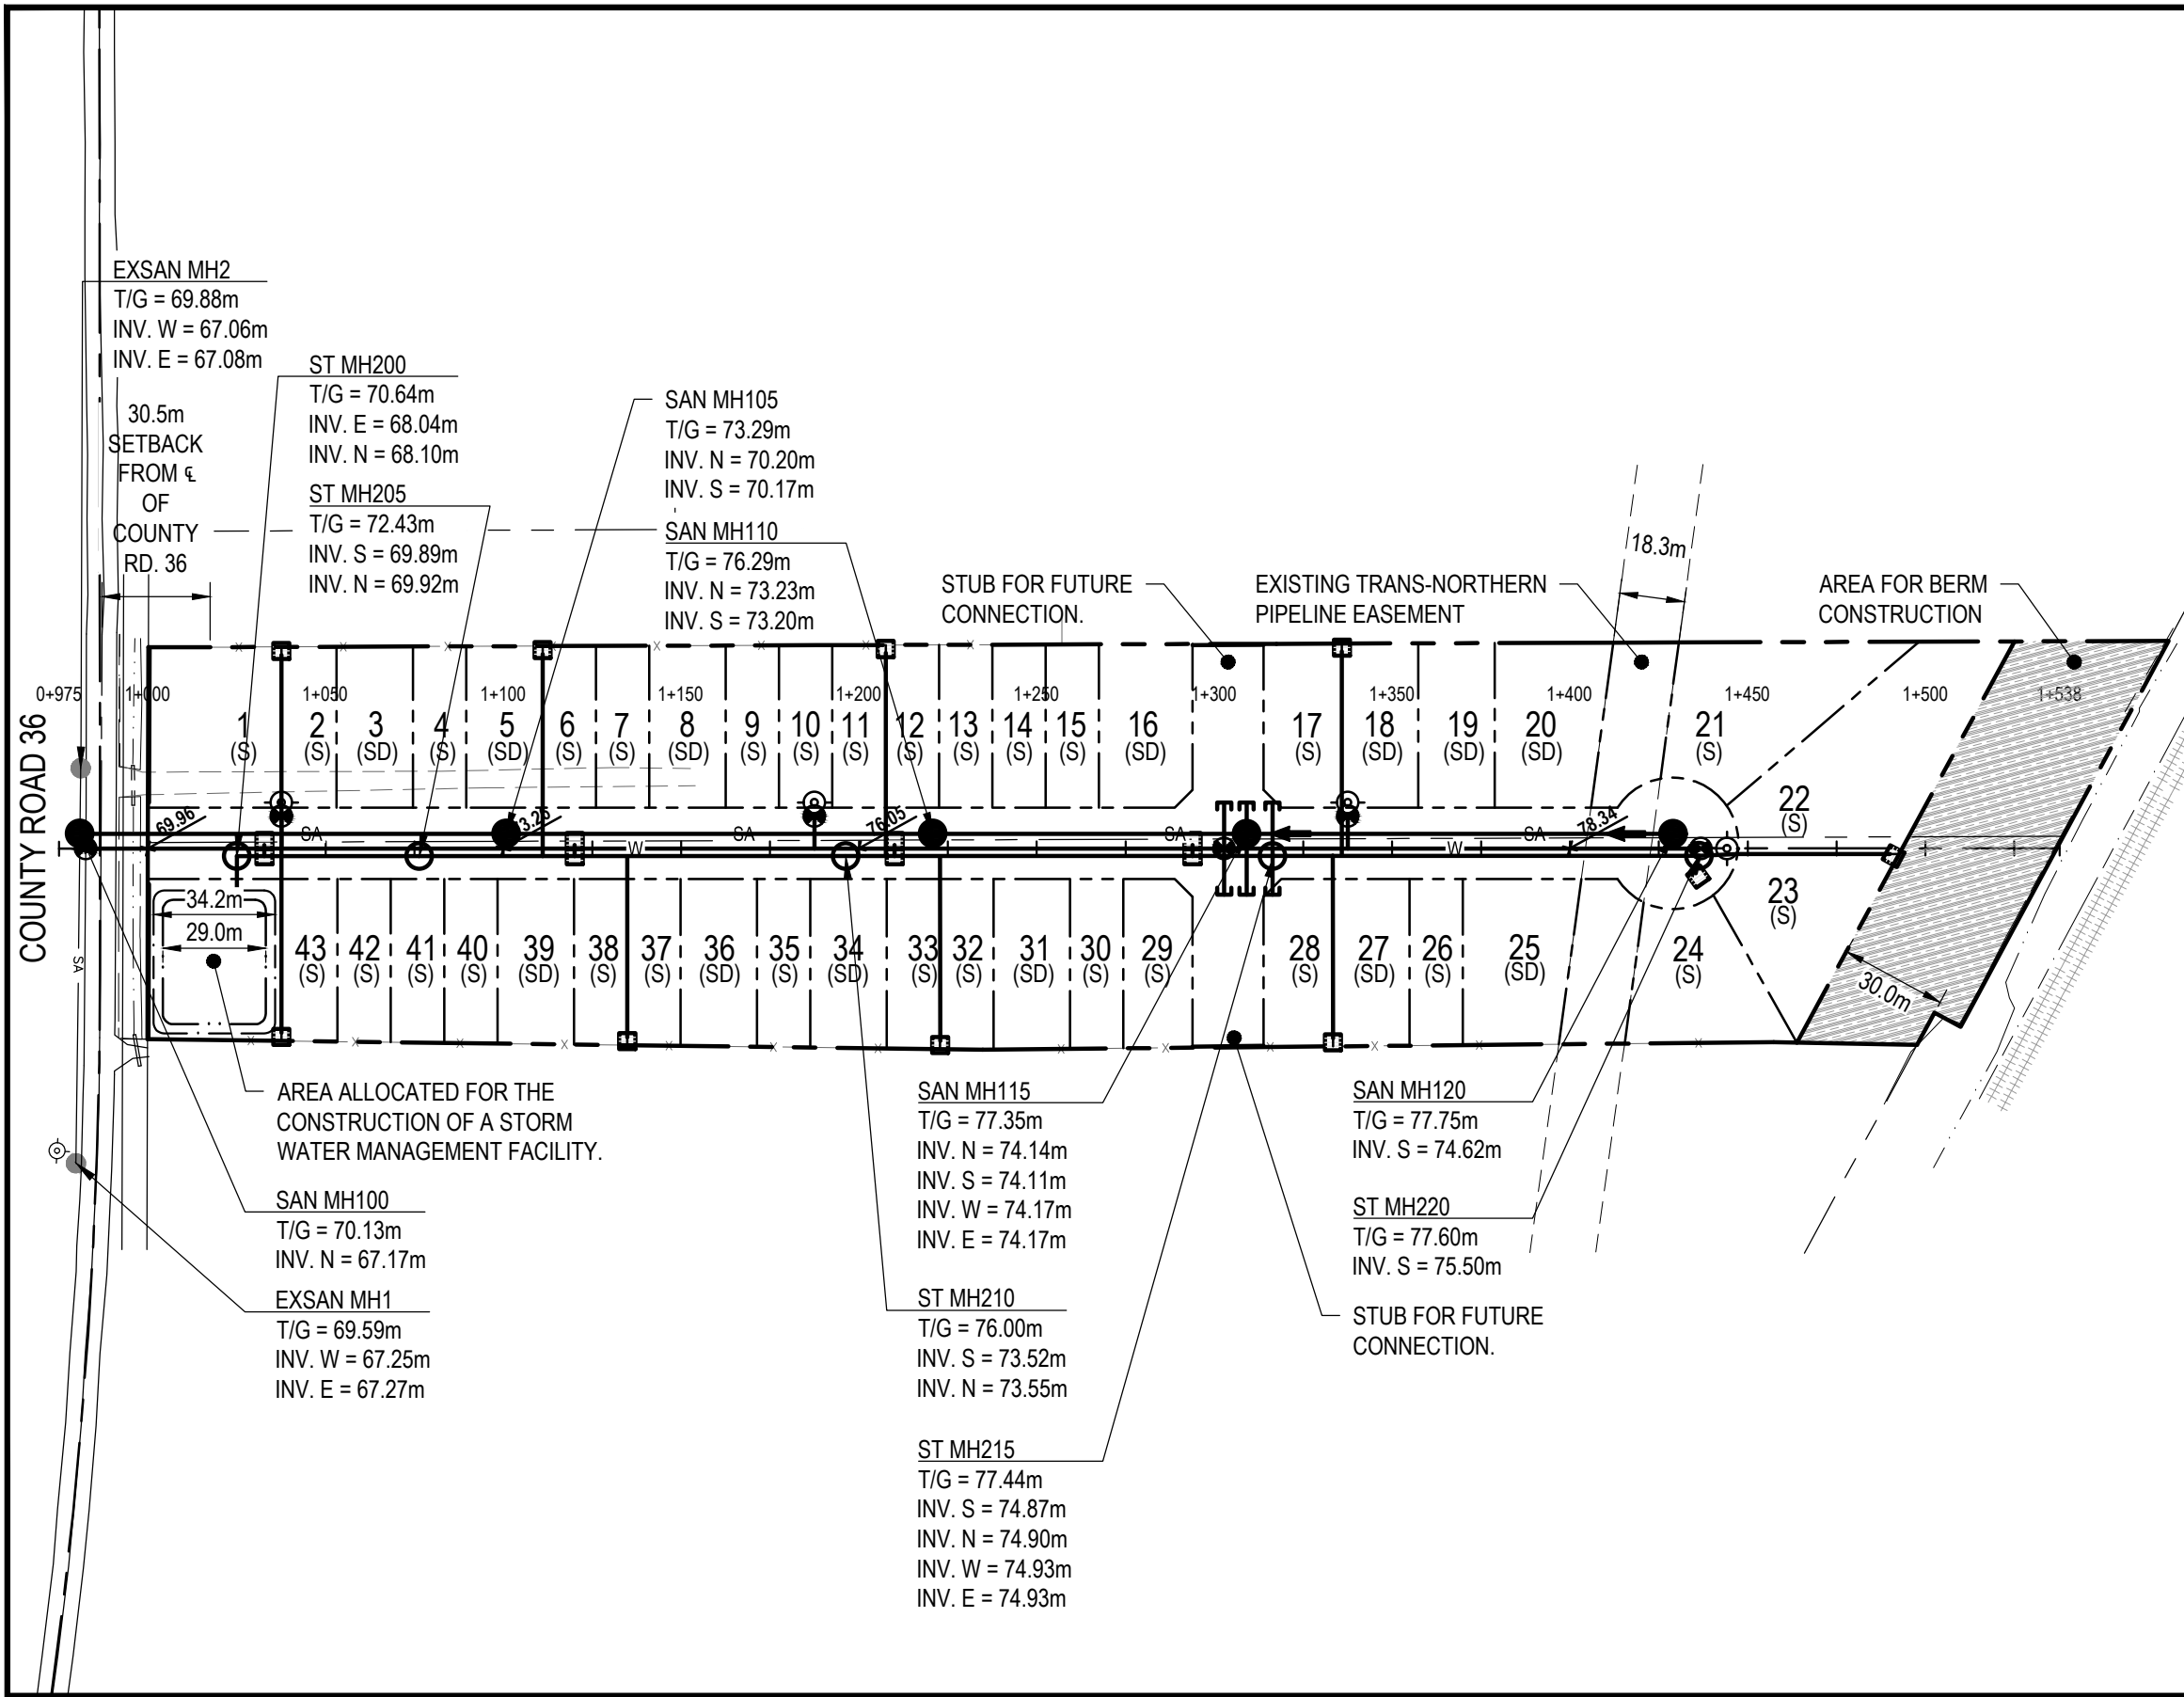 EXSAN MH2
T/G = 69.88m
INV. W = 67.06m
INV. E = 67.08m
30.5m
SETBACK
FROM ℄
OF
COUNTY
RD. 36
ST MH200
T/G = 70.64m
INV. E = 68.04m
INV. N = 68.10m
ST MH205
T/G = 72.43m
INV. S = 69.89m
INV. N = 69.92m
SAN MH105
T/G = 73.29m
INV. N = 70.20m
INV. S = 70.17m
SAN MH110
T/G = 76.29m
INV. N = 73.23m
INV. S = 73.20m
STUB FOR FUTURE
CONNECTION.
EXISTING TRANS-NORTHERN
PIPELINE EASEMENT
18.3m
AREA FOR BERM
CONSTRUCTION
0+975 1+000 1+050 1+100 1+150 1+200 1+250 1+300 1+350 1+400 1+450 1+500 1+538
1 2 3 4 5 6 7 8 9 10 11 12 13 14 15 16 17 18 19 20 21
(S) (S) (SD) (S) (SD) (S) (S) (SD) (S) (S) (S) (S) (S) (S) (S) (SD) (S) (SD) (SD) (SD) (S)
22
(S)
COUNTY ROAD 36
69.96 76.05 78.34
SA SA SA SA
W W
34.2m
29.0m
SA
23
(S)
43 42 41 40 39 38 37 36 35 34 33 32 31 30 29 28 27 26 25 24
(S) (S) (S) (S) (SD) (S) (S) (SD) (S) (SD) (S) (S) (SD) (S) (S) (S) (SD) (S) (SD) (S)
30.0m
AREA ALLOCATED FOR THE
CONSTRUCTION OF A STORM
WATER MANAGEMENT FACILITY.
SAN MH100
T/G = 70.13m
INV. N = 67.17m
EXSAN MH1
T/G = 69.59m
INV. W = 67.25m
INV. E = 67.27m
SAN MH115
T/G = 77.35m
INV. N = 74.14m
INV. S = 74.11m
INV. W = 74.17m
INV. E = 74.17m
ST MH210
T/G = 76.00m
INV. S = 73.52m
INV. N = 73.55m
ST MH215
T/G = 77.44m
INV. S = 74.87m
INV. N = 74.90m
INV. W = 74.93m
INV. E = 74.93m
SAN MH120
T/G = 77.75m
INV. S = 74.62m
ST MH220
T/G = 77.60m
INV. S = 75.50m
STUB FOR FUTURE
CONNECTION.